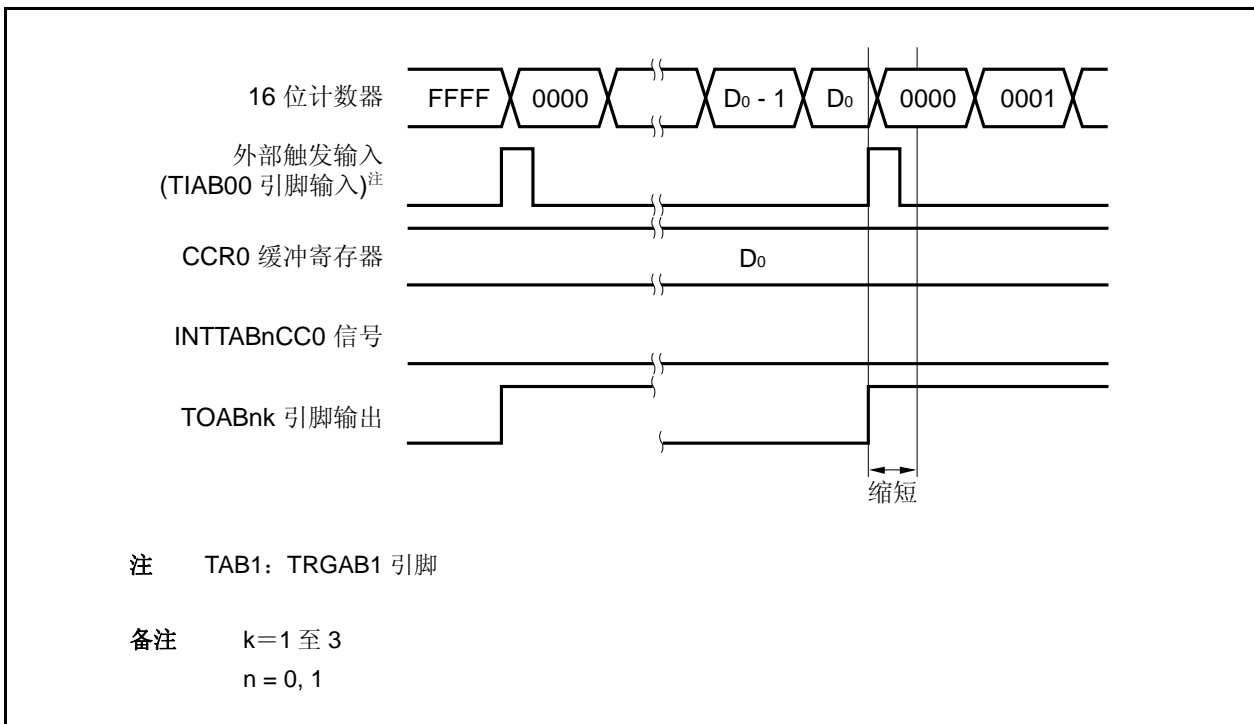 16 位计数器 FFFF 0000 D0 - 1 D0 0000 0001
外部触发输入
(TIAB00 引脚输入)注
CCR0 缓冲寄存器 D0
INTTABnCC0 信号
TOABnk 引脚输出
缩短
注 TAB1：TRGAB1 引脚
备注 k＝1 至 3
n = 0, 1